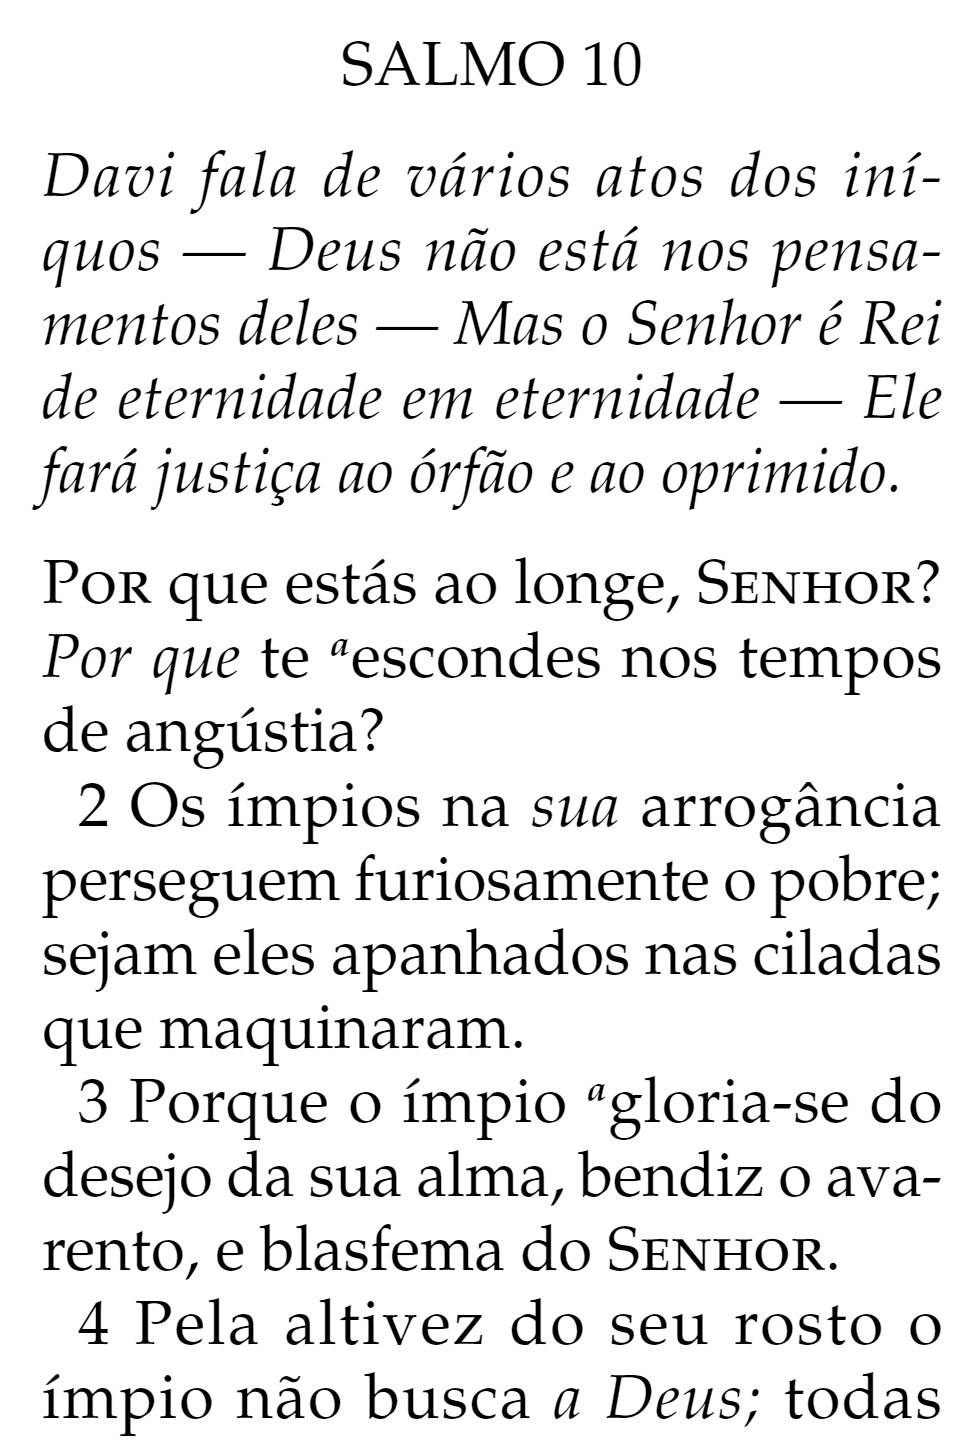 SALMO 10
Davi fala de vários atos dos iní-
quos — Deus não está nos pensa-
mentos deles — Mas o Senhor é Rei
de eternidade em eternidade — Ele
fará justiça ao órfão e ao oprimido.
POR que estás ao longe, SENHOR?
Por que te ᵃescondes nos tempos
de angústia?
2 Os ímpios na sua arrogância
perseguem furiosamente o pobre;
sejam eles apanhados nas ciladas
que maquinaram.
3 Porque o ímpio ᵃgloria-se do
desejo da sua alma, bendiz o ava-
rento, e blasfema do SENHOR.
4 Pela altivez do seu rosto o
ímpio não busca a Deus; todas